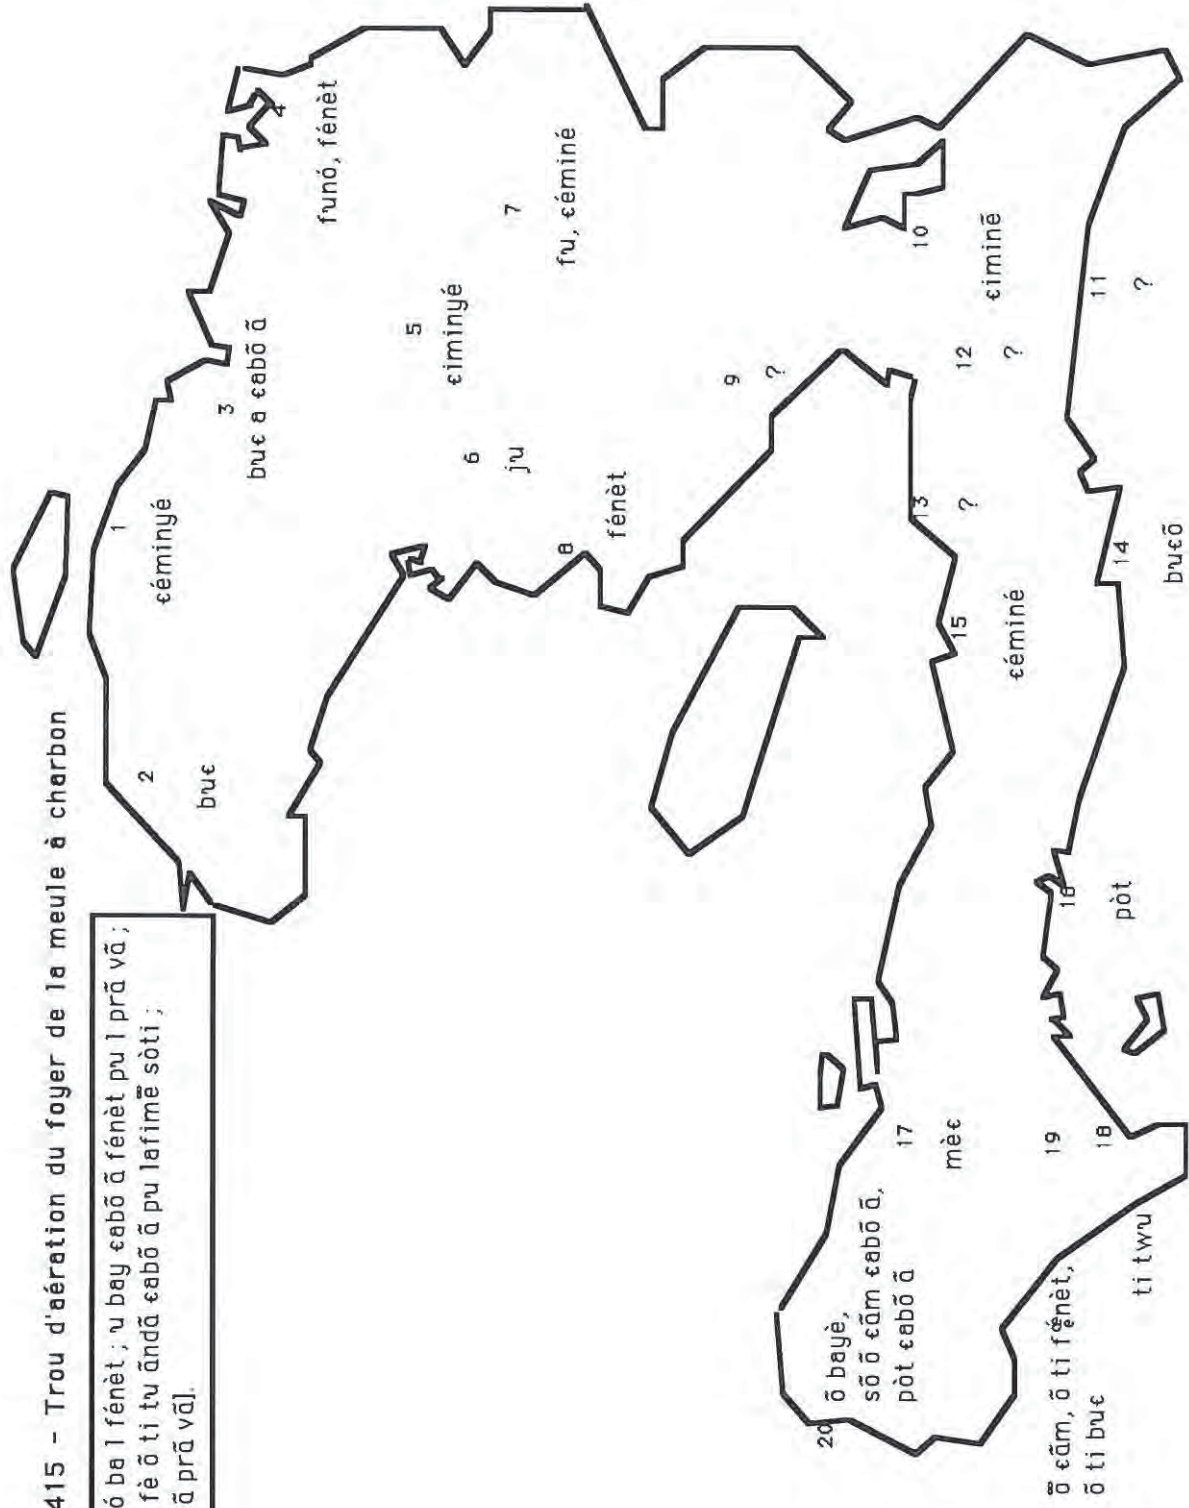 415 - Trou d'aération du foyer de la meule à charbon
ó ba l fénèt ; u bay ɛabõ ã fénèt pu l prã vã ;
fè õ ti tu ãndã ɛabõ ã pu lafimẽ sòti ;
ã prã vã].
1
ɛéminyé
2
buɛ
3
buɛ a ɛabõ ã
4
funó, fénèt
5
ɛiminyé
6
ju
7
fu, ɛéminé
8
fénèt
9
?
10
ɛiminẽ
11
?
12
?
13
?
14
buɛõ
15
ɛéminé
16
pòt
17
mèɛ
18
ti twu
19
õ ɛãm, õ ti fœnèt,
õ ti buɛ
20
õ bayè,
sõ õ ɛãm ɛabõ ã,
pòt ɛabõ ã